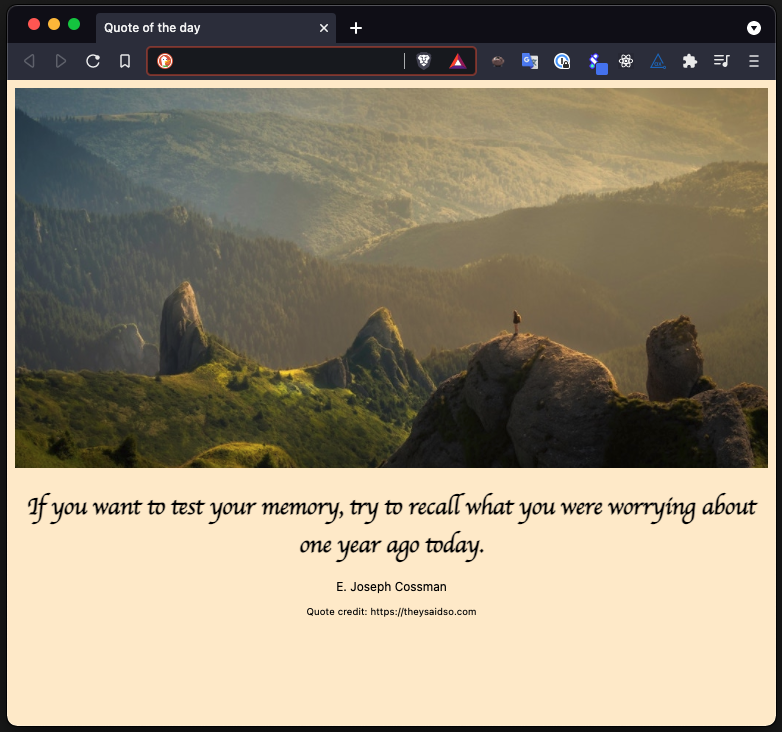 Quote of the day
If you want to test your memory, try to recall what you were worrying about
one year ago today.
E. Joseph Cossman
Quote credit: https://theysaidso.com